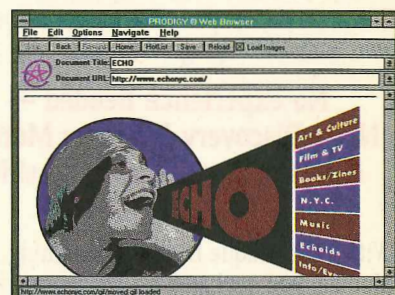 PRODIGY ® Web Browser
File Edit Options Navigate Help
Back Forward Home HotList Save Reload Load Images
Document Title: ECHO
Document URL: http://www.echonyc.com/
Art & Culture
Film & TV
Books/Zines
N.Y.C.
Music
Echoids
ECHO
http://www.echonyc.com/gif/moved.gif loaded